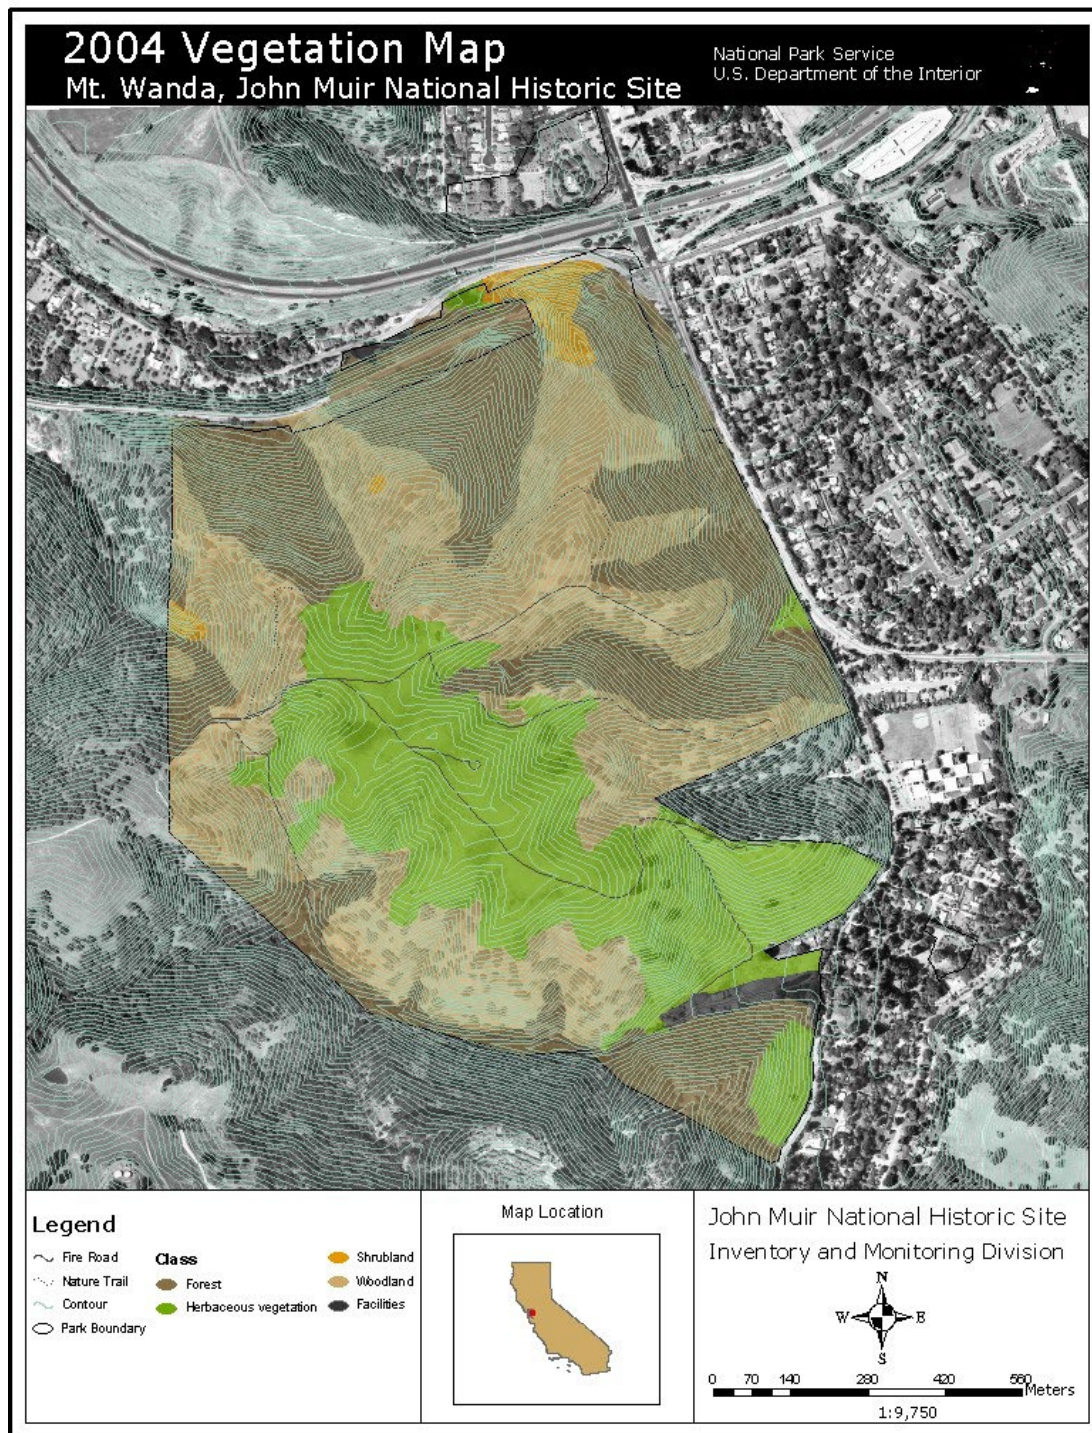 2004 Vegetation Map
Mt. Wanda, John Muir National Historic Site
National Park Service
U.S. Department of the Interior
Legend
Fire Road
Nature Trail
Contour
Park Boundary
Class
Forest
Herbaceous vegetation
Shrubland
Woodland
Facilities
Map Location
John Muir National Historic Site
Inventory and Monitoring Division
N
W E
S
0 70 140 280 420 560
Meters
1:9,750